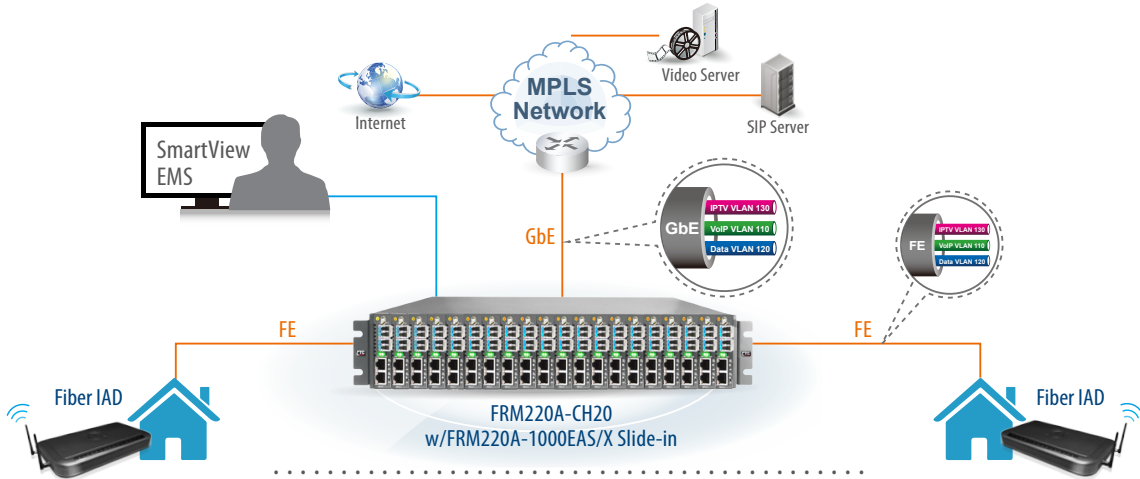 Video Server
MPLS
Network
Internet
SIP Server
SmartView
EMS
GbE
GbE
IPTV VLAN 130
VoIP VLAN 110
Data VLAN 120
FE
IPTV VLAN 130
VoIP VLAN 110
Data VLAN 120
FE
FE
Fiber IAD
Fiber IAD
FRM220A-CH20
w/FRM220A-1000EAS/X Slide-in